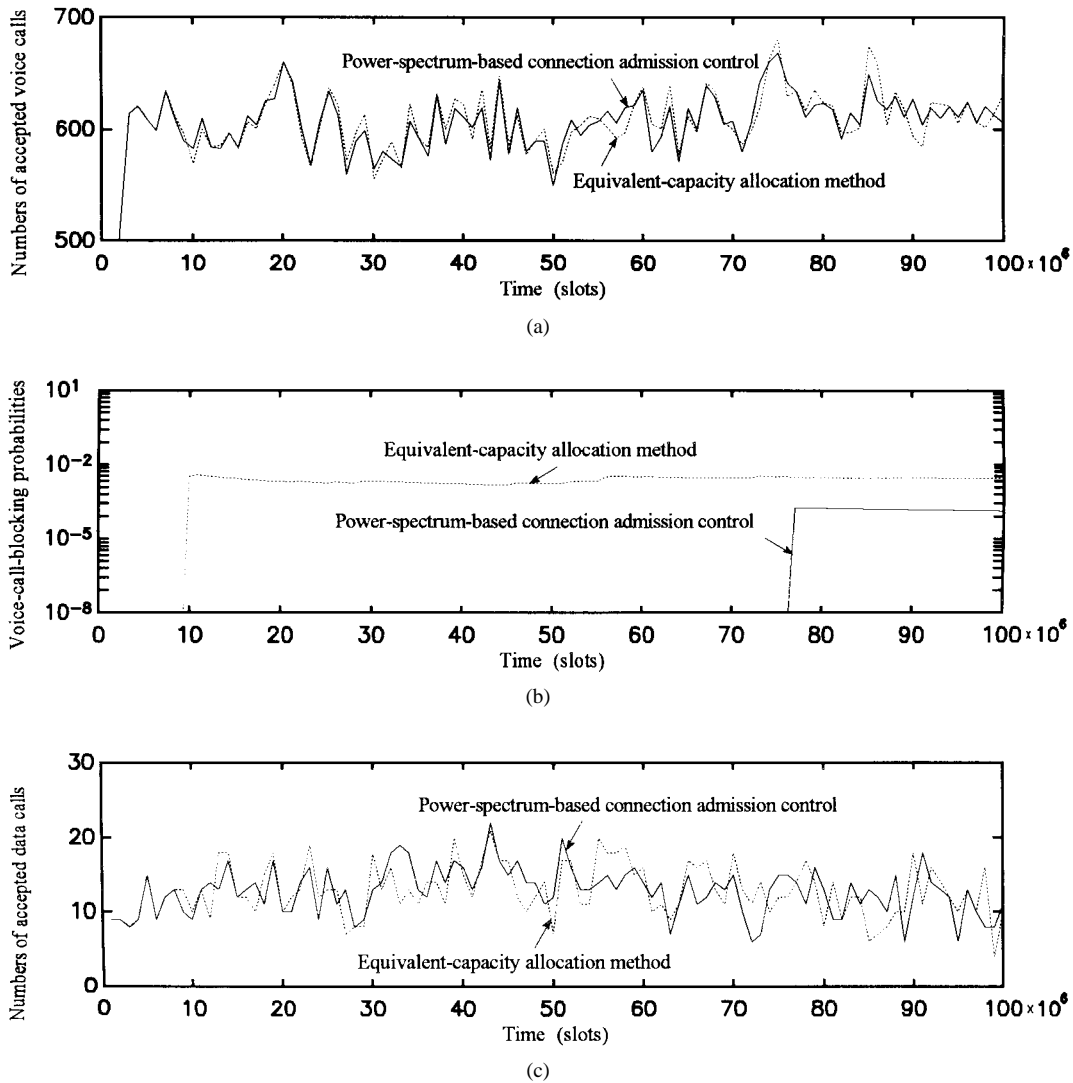 Numbers of accepted voice calls
700
600
500
Power-spectrum-based connection admission control
Equivalent-capacity allocation method
0 10 20 30 40 50 60 70 80 90 100 × 10⁶
Time (slots)
(a)
Voice-call-blocking probabilities
10¹
10⁻²
10⁻⁵
10⁻⁸
Equivalent-capacity allocation method
Power-spectrum-based connection admission control
0 10 20 30 40 50 60 70 80 90 100 × 10⁶
Time (slots)
(b)
Numbers of accepted data calls
30
20
10
0
Power-spectrum-based connection admission control
Equivalent-capacity allocation method
0 10 20 30 40 50 60 70 80 90 100 × 10⁶
Time (slots)
(c)